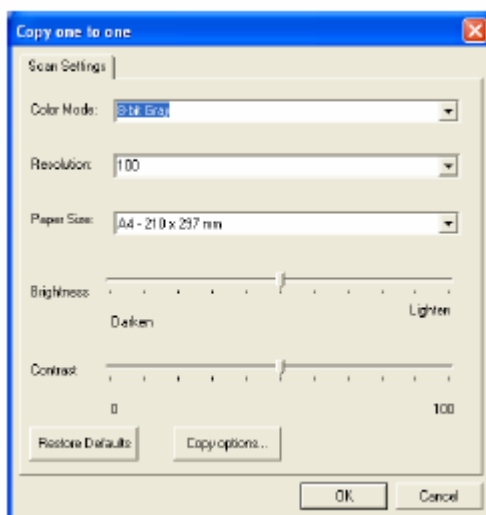 Copy one to one
Scan Settings
Color Mode: 8-bit Gray
Resolution: 100
Paper Size: A4 - 210 x 297 mm
Brightness
Darken Lighten
Contrast
0 100
Restore Defaults Copy options...
OK Cancel